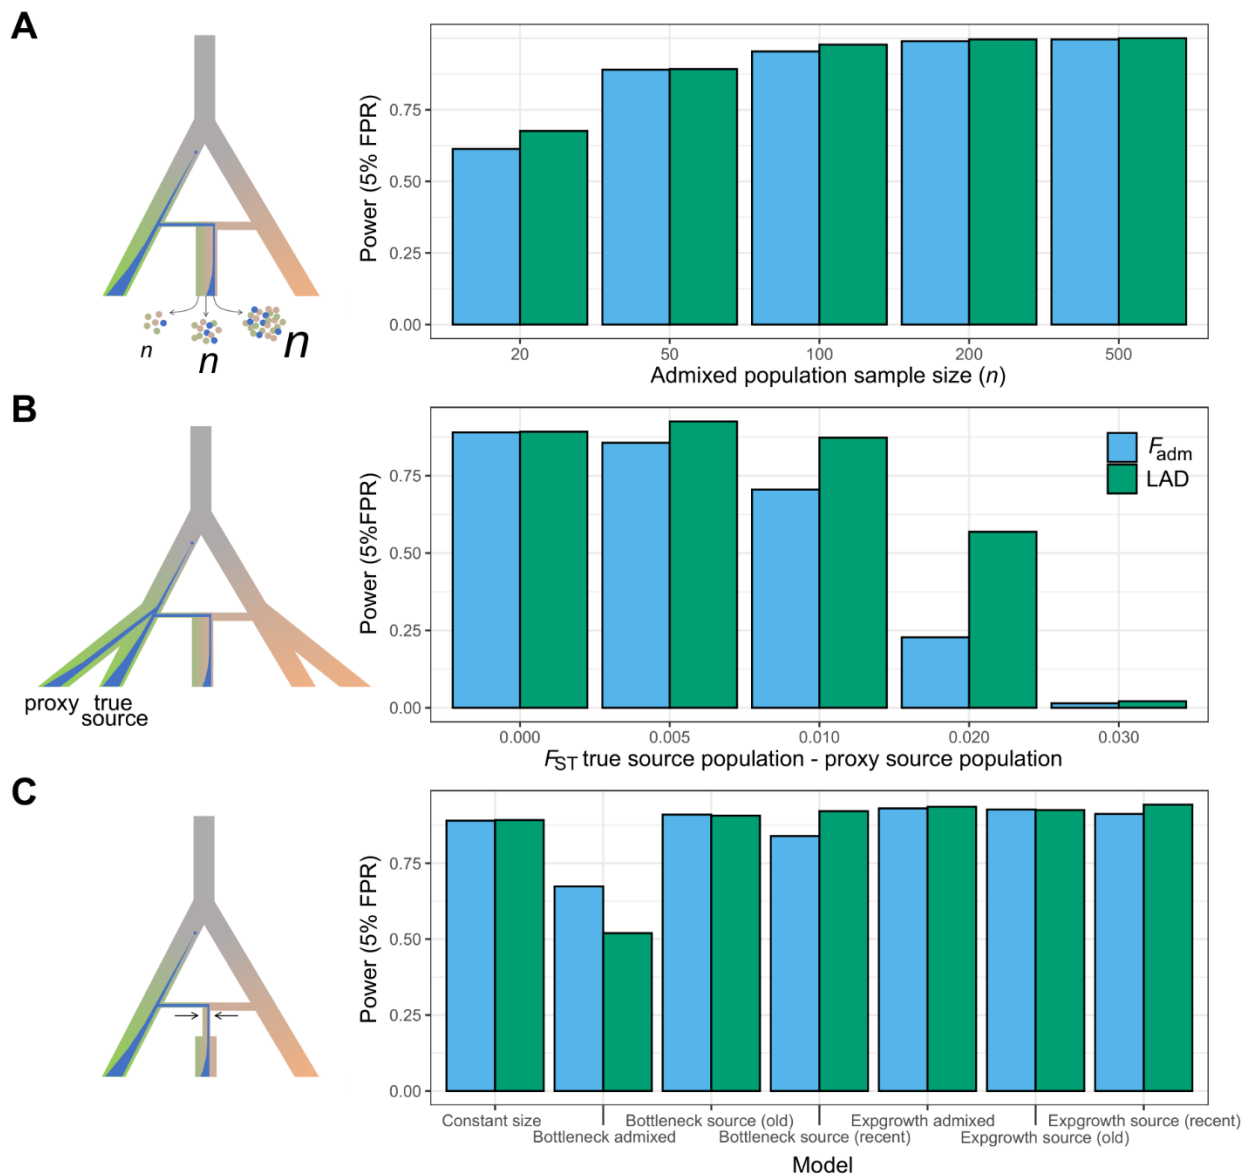 A
n
n
n
Power (5% FPR)
0.75
0.50
0.25
0.00
20
50
100
200
500
Admixed population sample size (n)
B
proxy
true
source
Power (5%FPR)
0.75
0.50
0.25
0.00
Fadm
LAD
0.000
0.005
0.010
0.020
0.030
FST true source population - proxy source population
C
Power (5% FPR)
0.75
0.50
0.25
0.00
Constant size
Bottleneck admixed
Bottleneck source (old)
Bottleneck source (recent)
Expgrowth admixed
Expgrowth source (old)
Expgrowth source (recent)
Model